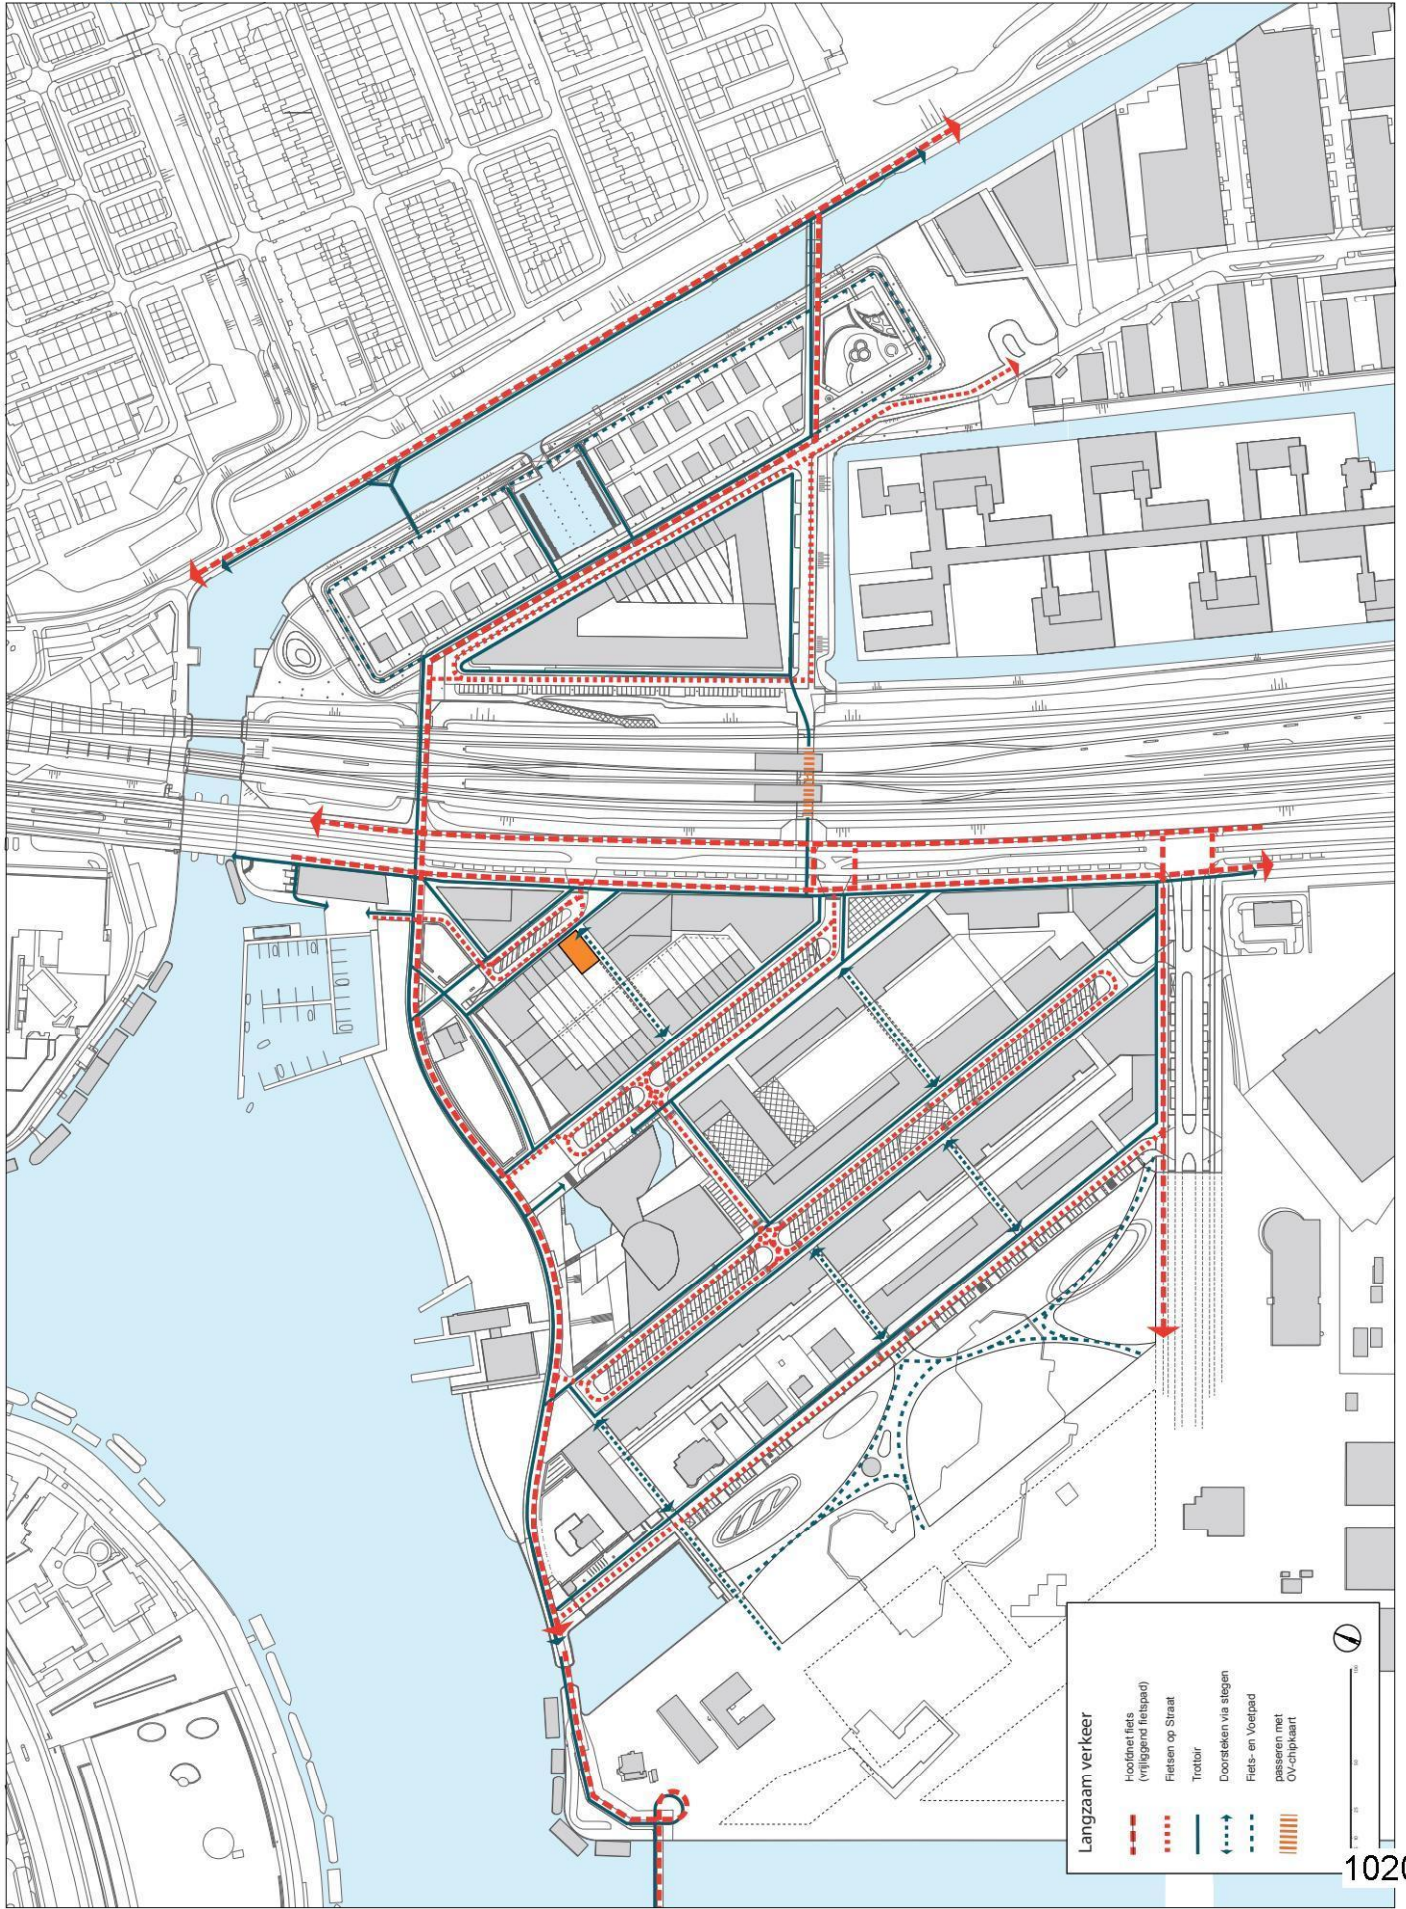 Langzaam verkeer
Hoofdnet fiets
(vrijliggend fietspad)
Fietsen op Straat
Trottoir
Doorsteken via stegen
Fiets- en Voetpad
passeren met
OV-chipkaart
1020